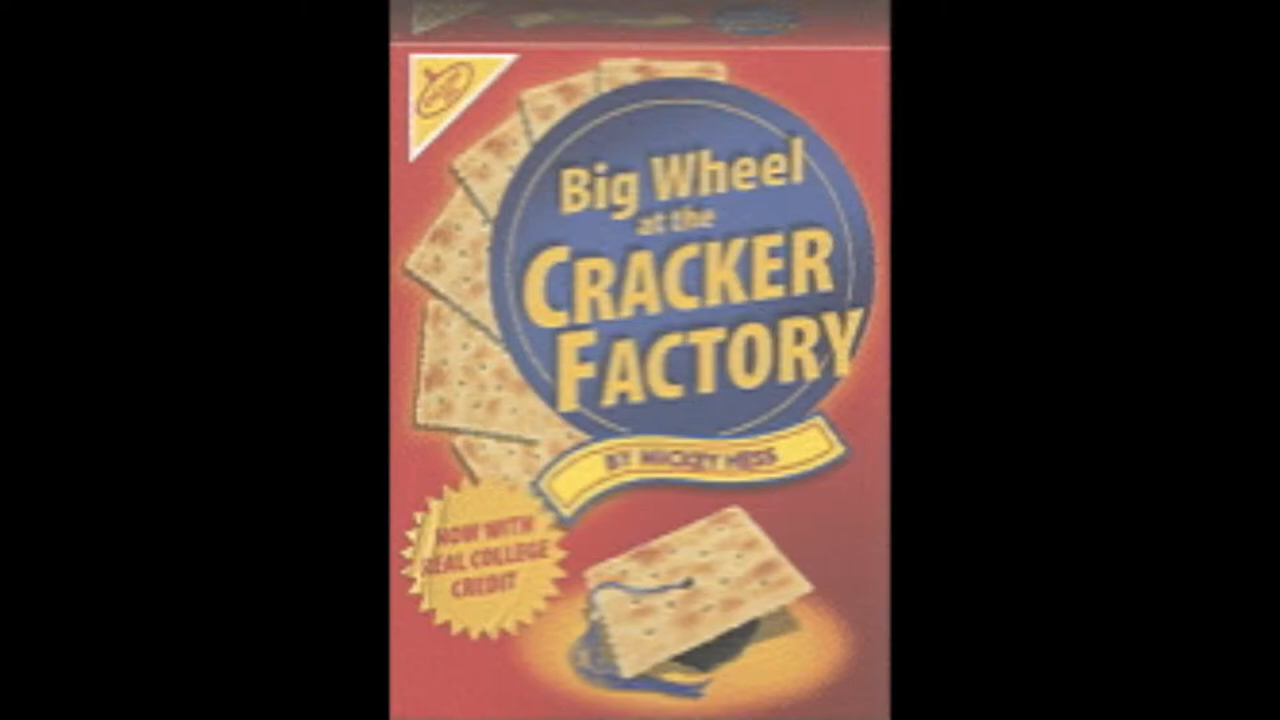 Big Wheel
at the
CRACKER
FACTORY
BY MICKEY HESS
NOW WITH
REAL COLLEGE
CREDIT